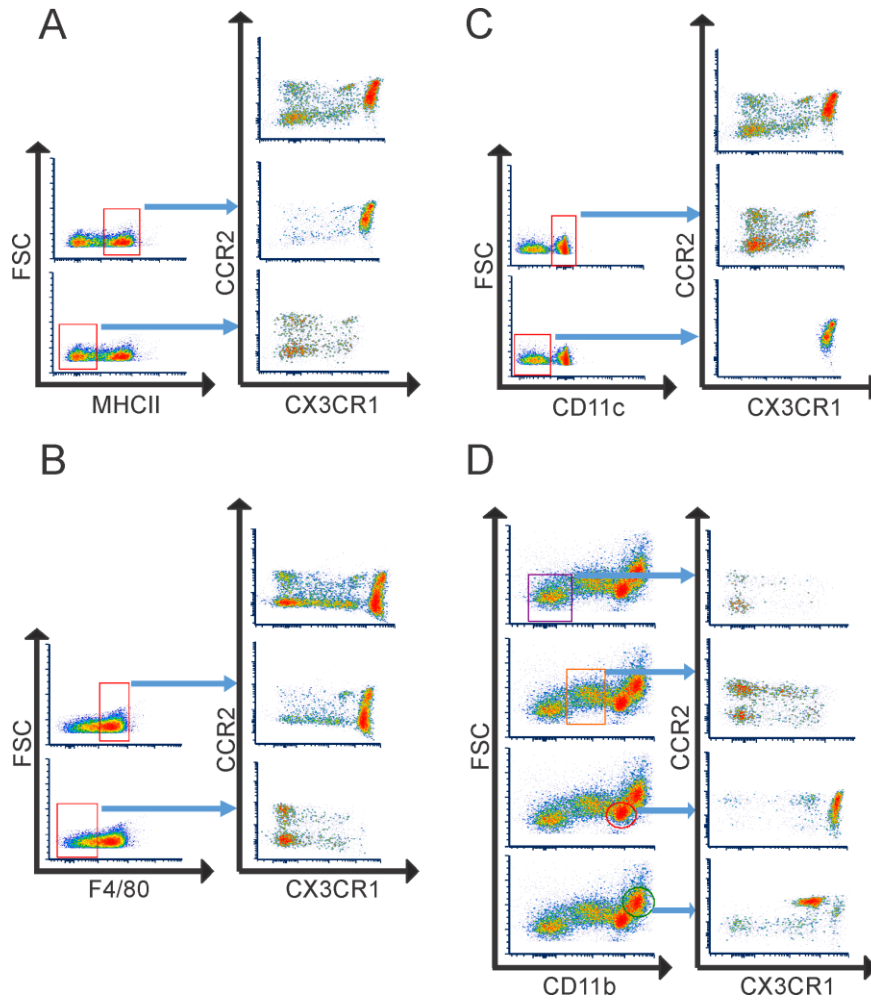 A
FSC
CCR2
MHCII
CX3CR1
B
FSC
CCR2
F4/80
CX3CR1
C
FSC
CCR2
CD11c
CX3CR1
D
FSC
CCR2
CD11b
CX3CR1